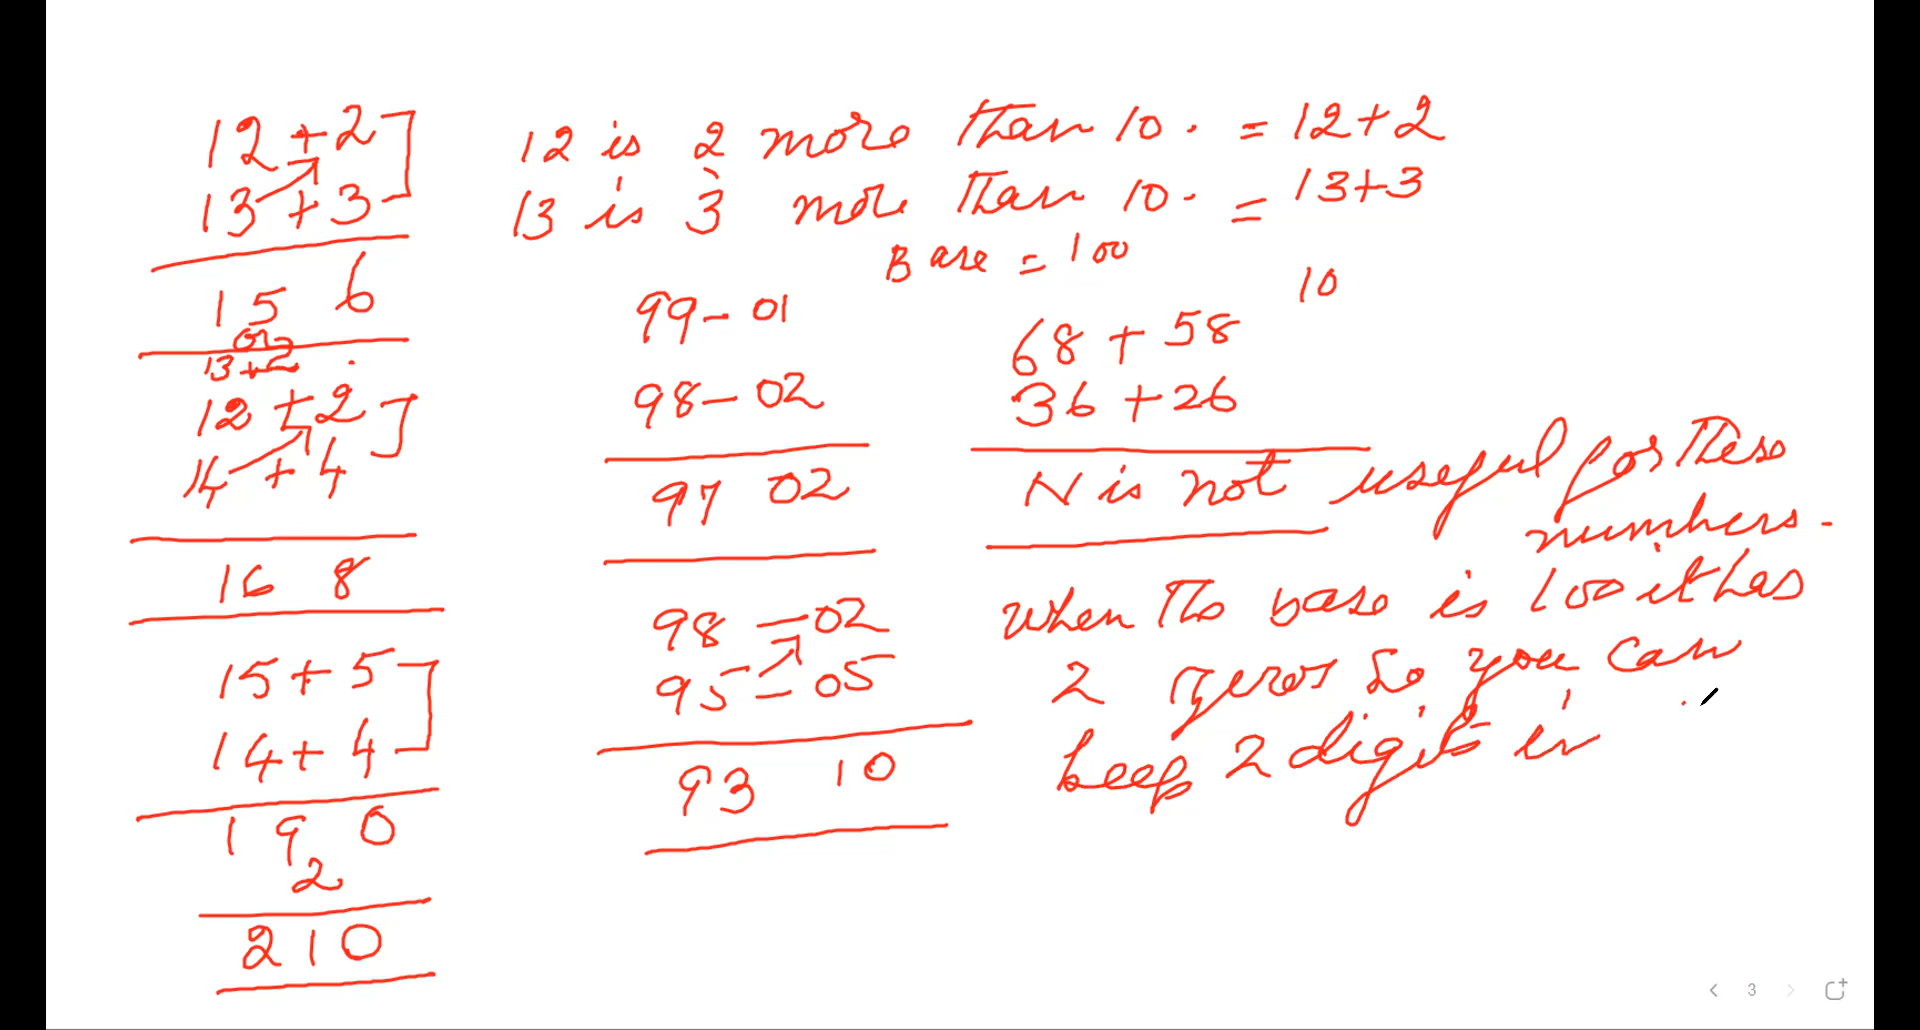 12+2
13+3
15 6
or
13+2
12+2
14+4
16 8
15+5
14+4
1 9 0
2
2 1 0
12 is 2 more than 10. = 12+2
13 is 3 more than 10. = 13+3
Base = 100
99-01
98-02
97 02
98-02
95-05
93 10
10
68+58
36+26
N is not useful for these
numbers.
when the base is 100 it has
2 zeros so you can
keep 2 digits in
3